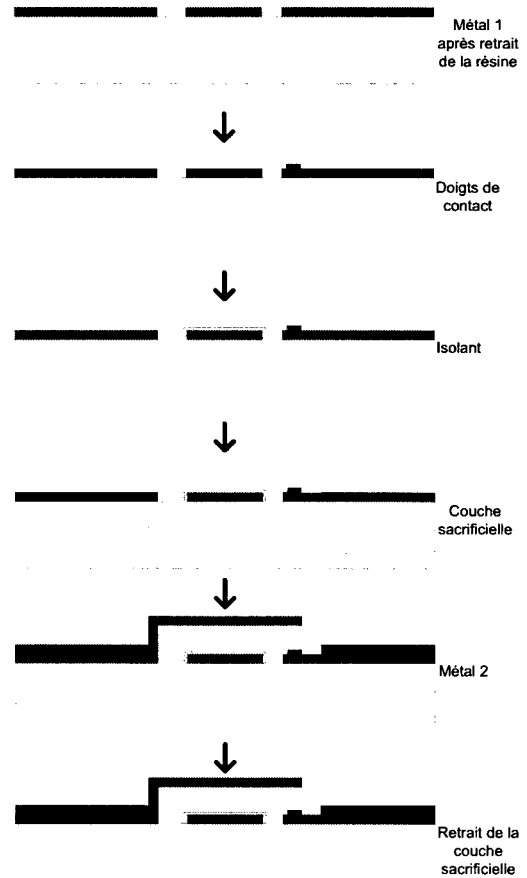 Métal 1
après retrait
de la résine
Doigts de
contact
Isolant
Couche
sacrificielle
Métal 2
Retrait de la
couche
sacrificielle